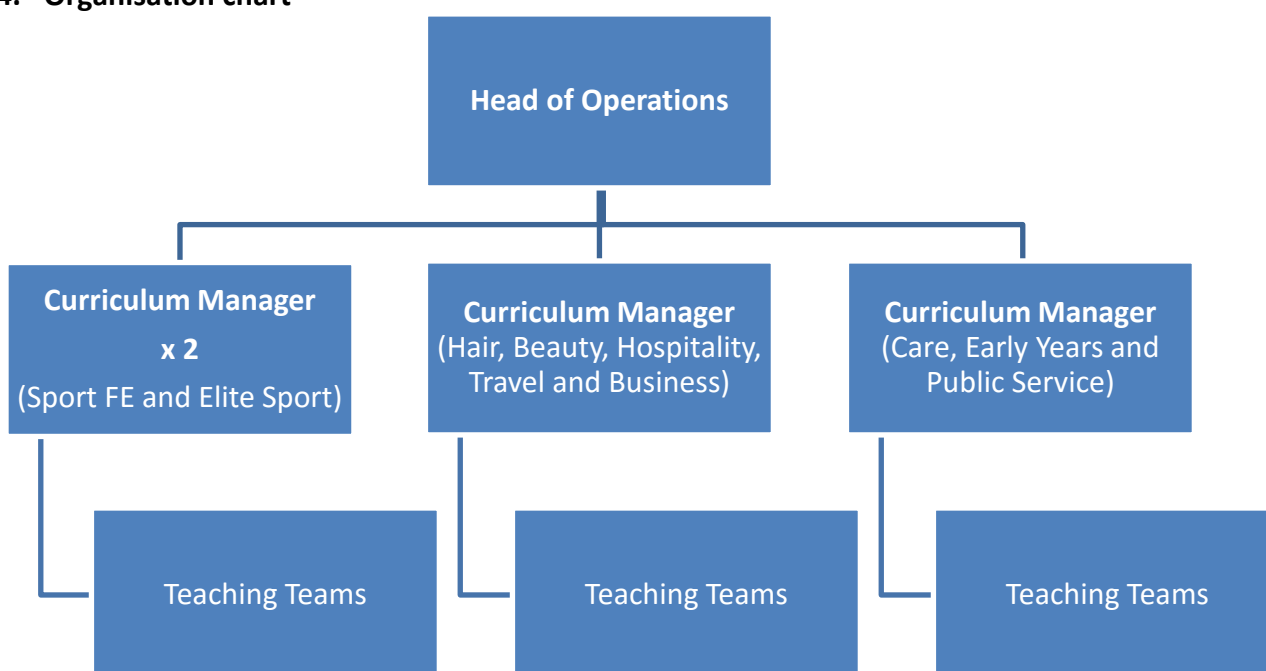 4. Organisation chart
Head of Operations
Curriculum Manager
x 2
(Sport FE and Elite Sport)
Curriculum Manager
(Hair, Beauty, Hospitality,
Travel and Business)
Curriculum Manager
(Care, Early Years and
Public Service)
Teaching Teams
Teaching Teams
Teaching Teams